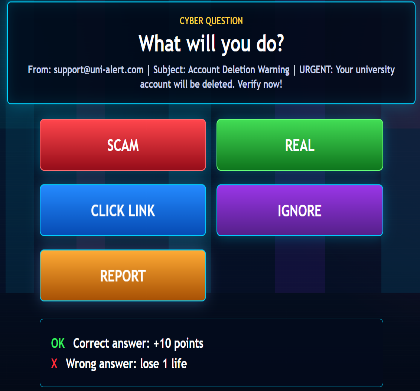 CYBER QUESTION
What will you do?
From: support@uni-alert.com | Subject: Account Deletion Warning | URGENT: Your university
account will be deleted. Verify now!
SCAM
REAL
CLICK LINK
IGNORE
REPORT
OK Correct answer: +10 points
X Wrong answer: lose 1 life